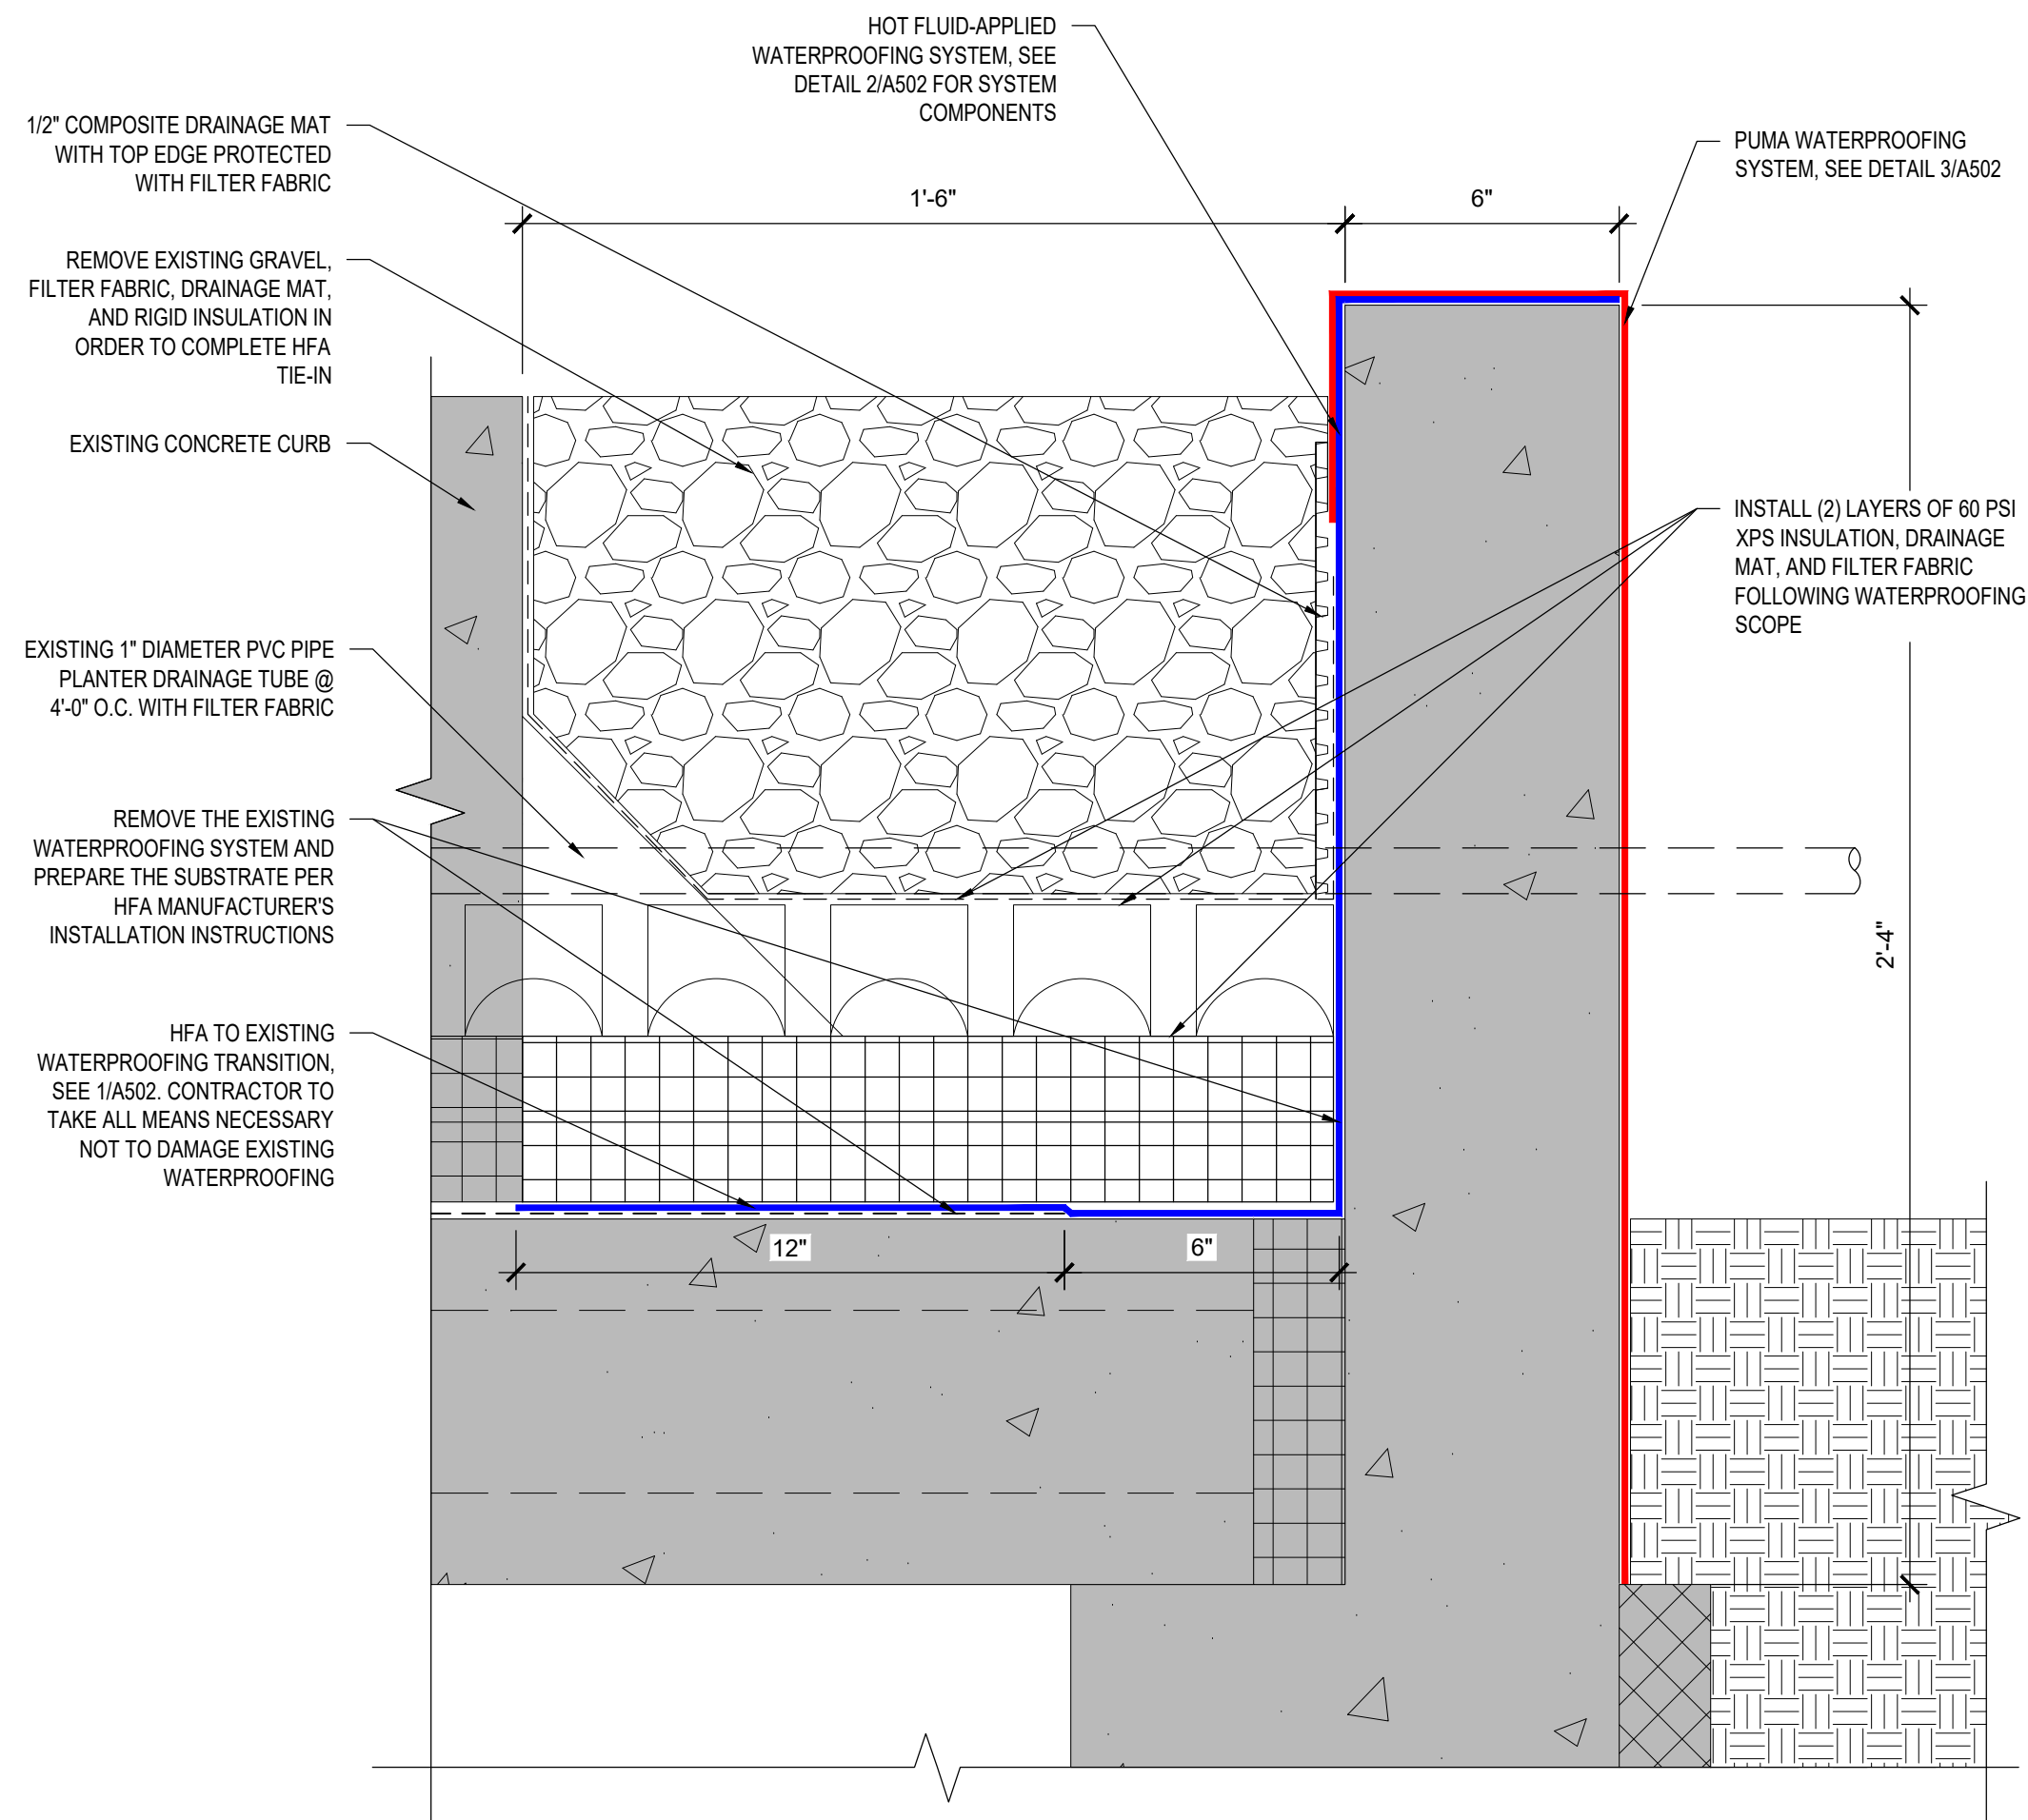 HOT FLUID-APPLIED
WATERPROOFING SYSTEM, SEE
DETAIL 2/A502 FOR SYSTEM
COMPONENTS
1/2" COMPOSITE DRAINAGE MAT
WITH TOP EDGE PROTECTED
WITH FILTER FABRIC
PUMA WATERPROOFING
SYSTEM, SEE DETAIL 3/A502
1'-6"
6"
REMOVE EXISTING GRAVEL,
FILTER FABRIC, DRAINAGE MAT,
AND RIGID INSULATION IN
ORDER TO COMPLETE HFA
TIE-IN
EXISTING CONCRETE CURB
INSTALL (2) LAYERS OF 60 PSI
XPS INSULATION, DRAINAGE
MAT, AND FILTER FABRIC
FOLLOWING WATERPROOFING
SCOPE
EXISTING 1" DIAMETER PVC PIPE
PLANTER DRAINAGE TUBE @
4'-0" O.C. WITH FILTER FABRIC
REMOVE THE EXISTING
WATERPROOFING SYSTEM AND
PREPARE THE SUBSTRATE PER
HFA MANUFACTURER'S
INSTALLATION INSTRUCTIONS
2'-4"
HFA TO EXISTING
WATERPROOFING TRANSITION,
SEE 1/A502. CONTRACTOR TO
TAKE ALL MEANS NECESSARY
NOT TO DAMAGE EXISTING
WATERPROOFING
12"
6"